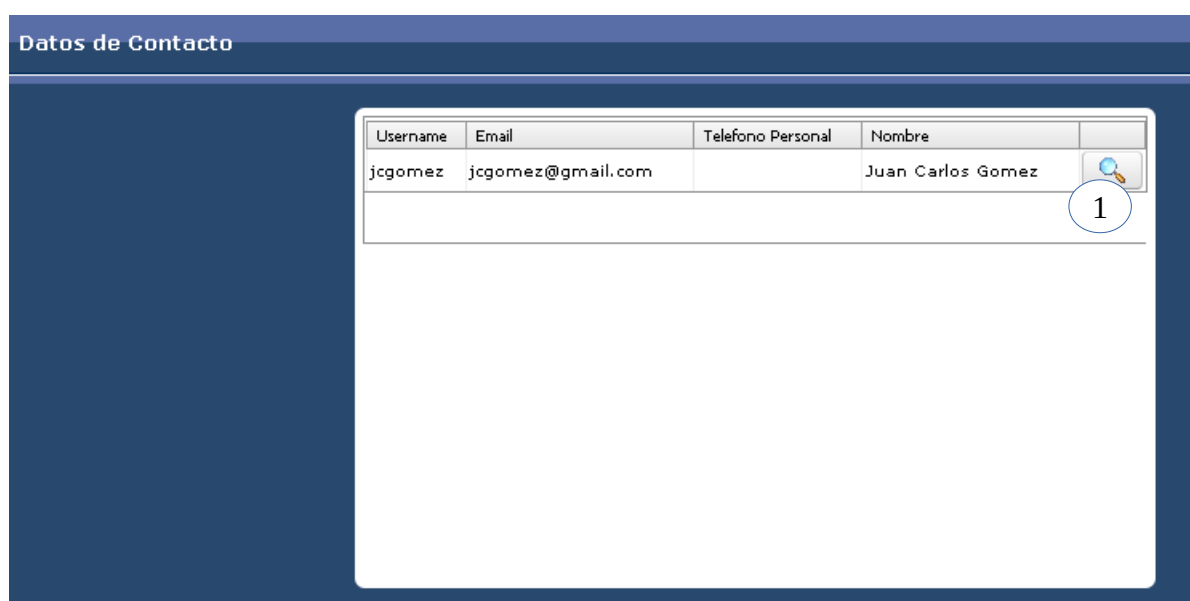 Datos de Contacto
Username Email Telefono Personal Nombre
jcgomez jcgomez@gmail.com Juan Carlos Gomez
1